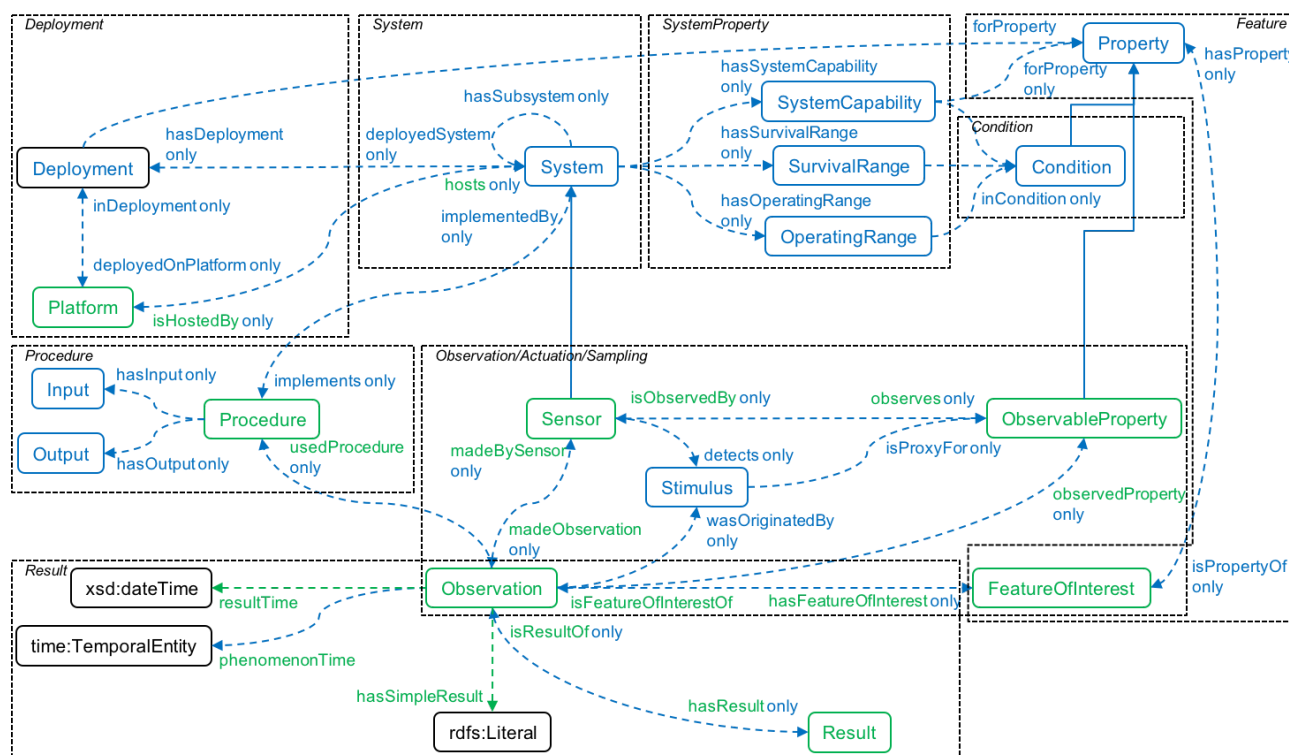 Deployment
System
SystemProperty
Feature
forProperty
Property
hasProperty
only
hasSystemCapability
only
forProperty
only
hasSubsystem only
SystemCapability
hasDeployment
only
deployedSystem
only
hasSurvivalRange
only
Condition
Deployment
System
SurvivalRange
Condition
hosts only
inDeployment only
implementedBy
only
hasOperatingRange
only
inCondition only
OperatingRange
deployedOnPlatform only
Platform
isHostedBy only
Procedure
Observation/Actuation/Sampling
hasInput only
implements only
Input
isObservedBy only
observes only
Procedure
Sensor
ObservableProperty
usedProcedure
only
madeBySensor
only
Output
hasOutput only
detects only
isProxyFor only
Stimulus
observedProperty
only
madeObservation
only
wasOriginatedBy
only
Result
xsd:dateTime
Observation
FeatureOfInterest
isPropertyOf
only
resultTime
isFeatureOfInterestOf
only
hasFeatureOfInterest only
isResultOf only
time:TemporalEntity
phenomenonTime
hasSimpleResult
hasResult only
rdfs:Literal
Result